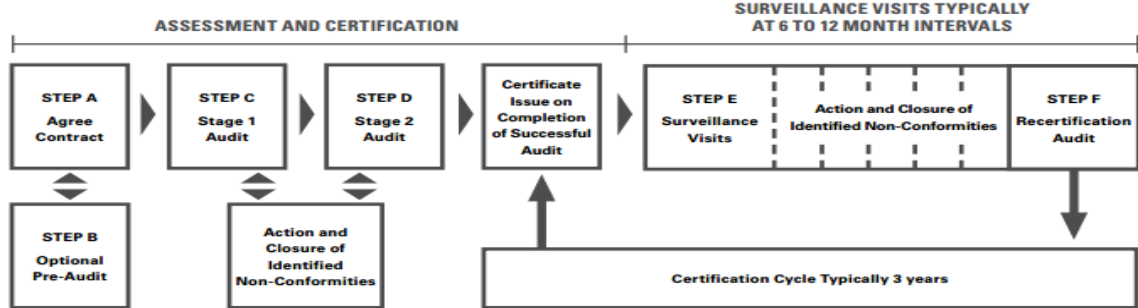 ASSESSMENT AND CERTIFICATION
SURVEILLANCE VISITS TYPICALLY
AT 6 TO 12 MONTH INTERVALS
STEP A
Agree
Contract
STEP C
Stage 1
Audit
STEP D
Stage 2
Audit
Certificate
Issue on
Completion
of Successful
Audit
STEP E
Surveillance
Visits
Action and Closure of
Identified Non-Conformities
STEP F
Recertification
Audit
STEP B
Optional
Pre-Audit
Action and
Closure of
Identified
Non-Conformities
Certification Cycle Typically 3 years